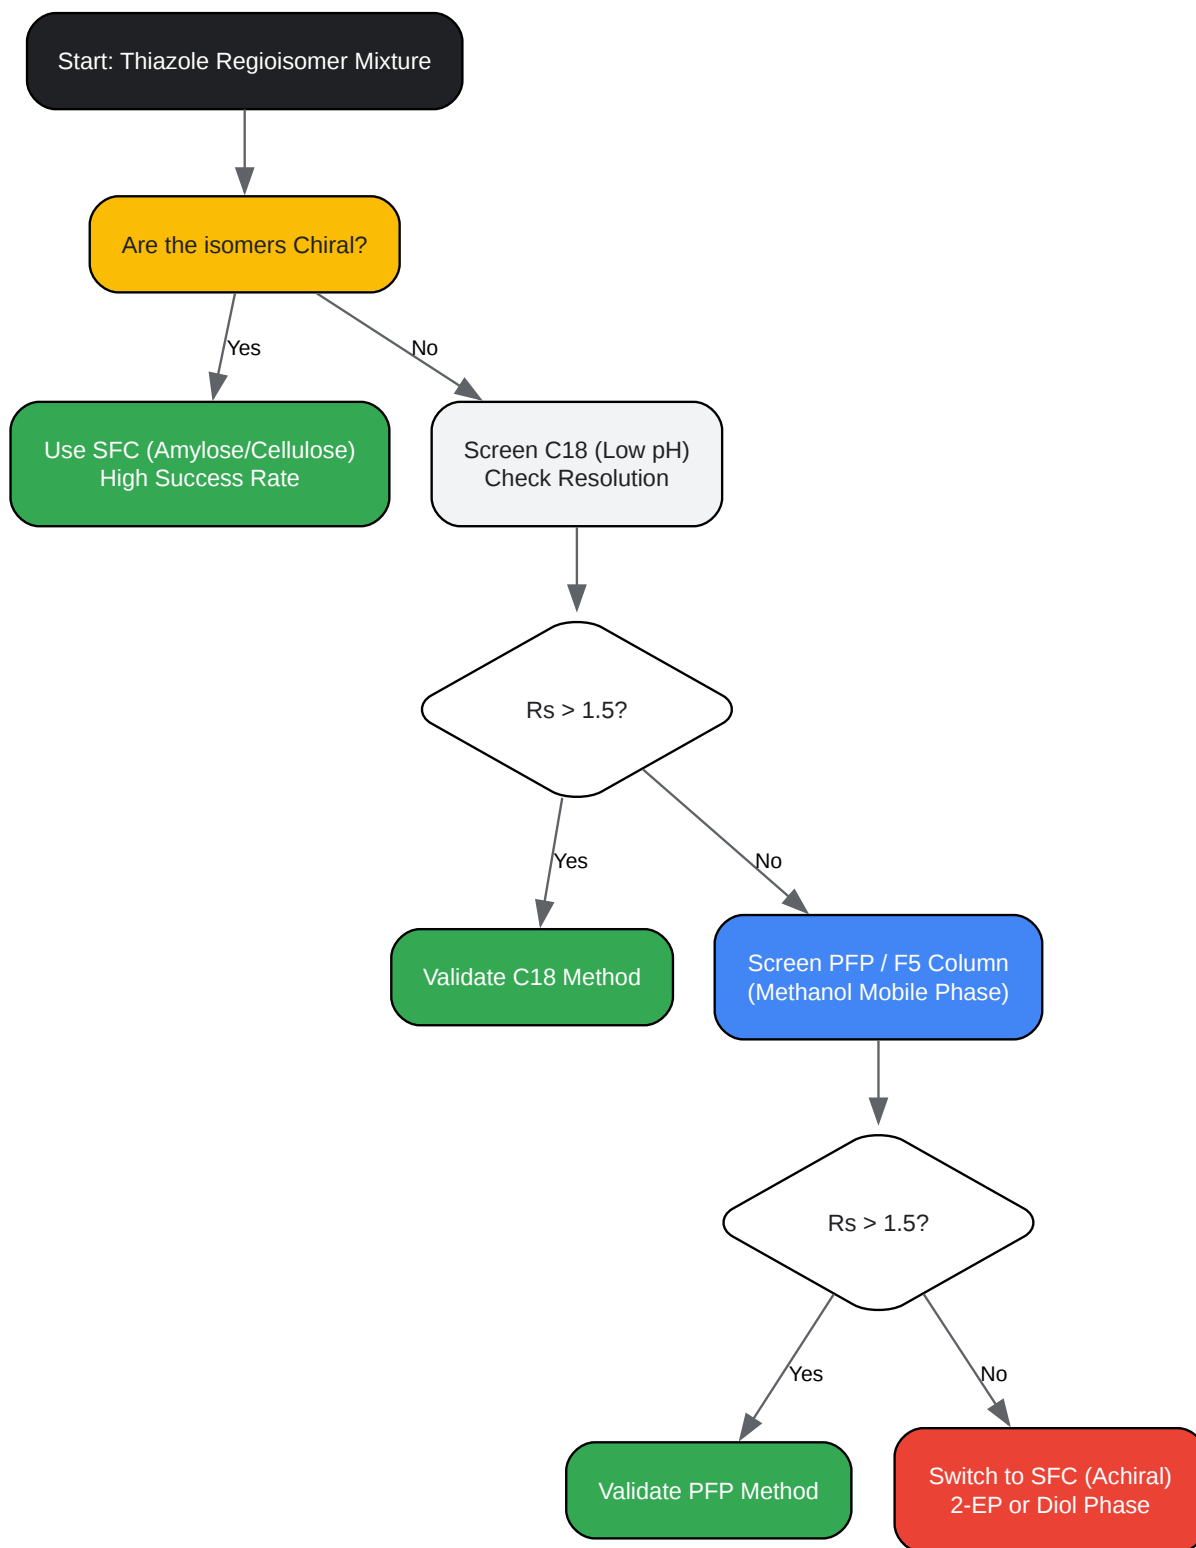 Start: Thiazole Regioisomer Mixture
Are the isomers Chiral?
Yes
No
Use SFC (Amylose/Cellulose)
High Success Rate
Screen C18 (Low pH)
Check Resolution
Rs > 1.5?
Yes
No
Validate C18 Method
Screen PFP / F5 Column
(Methanol Mobile Phase)
Rs > 1.5?
Yes
No
Validate PFP Method
Switch to SFC (Achiral)
2-EP or Diol Phase